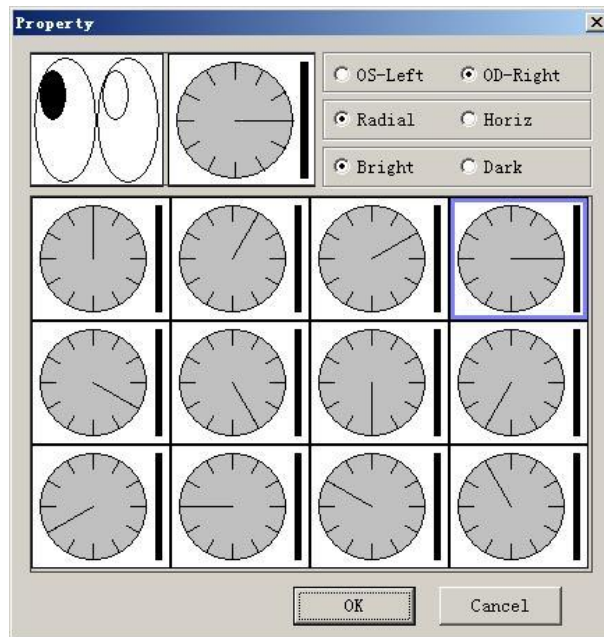 Property
OS-Left OD-Right
Radial Horiz
Bright Dark
OK Cancel